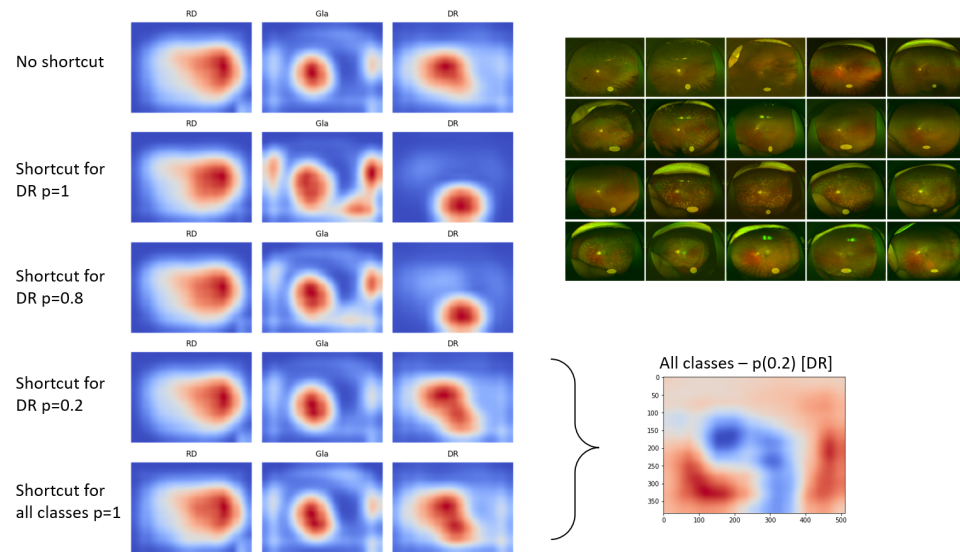 RD Gla DR
No shortcut
RD Gla DR
Shortcut for
DR p=1
RD Gla DR
Shortcut for
DR p=0.8
RD Gla DR
Shortcut for
DR p=0.2
RD Gla DR
Shortcut for
all classes p=1
All classes – p(0.2) [DR]
0
50
100
150
200
250
300
350
0 100 200 300 400 500